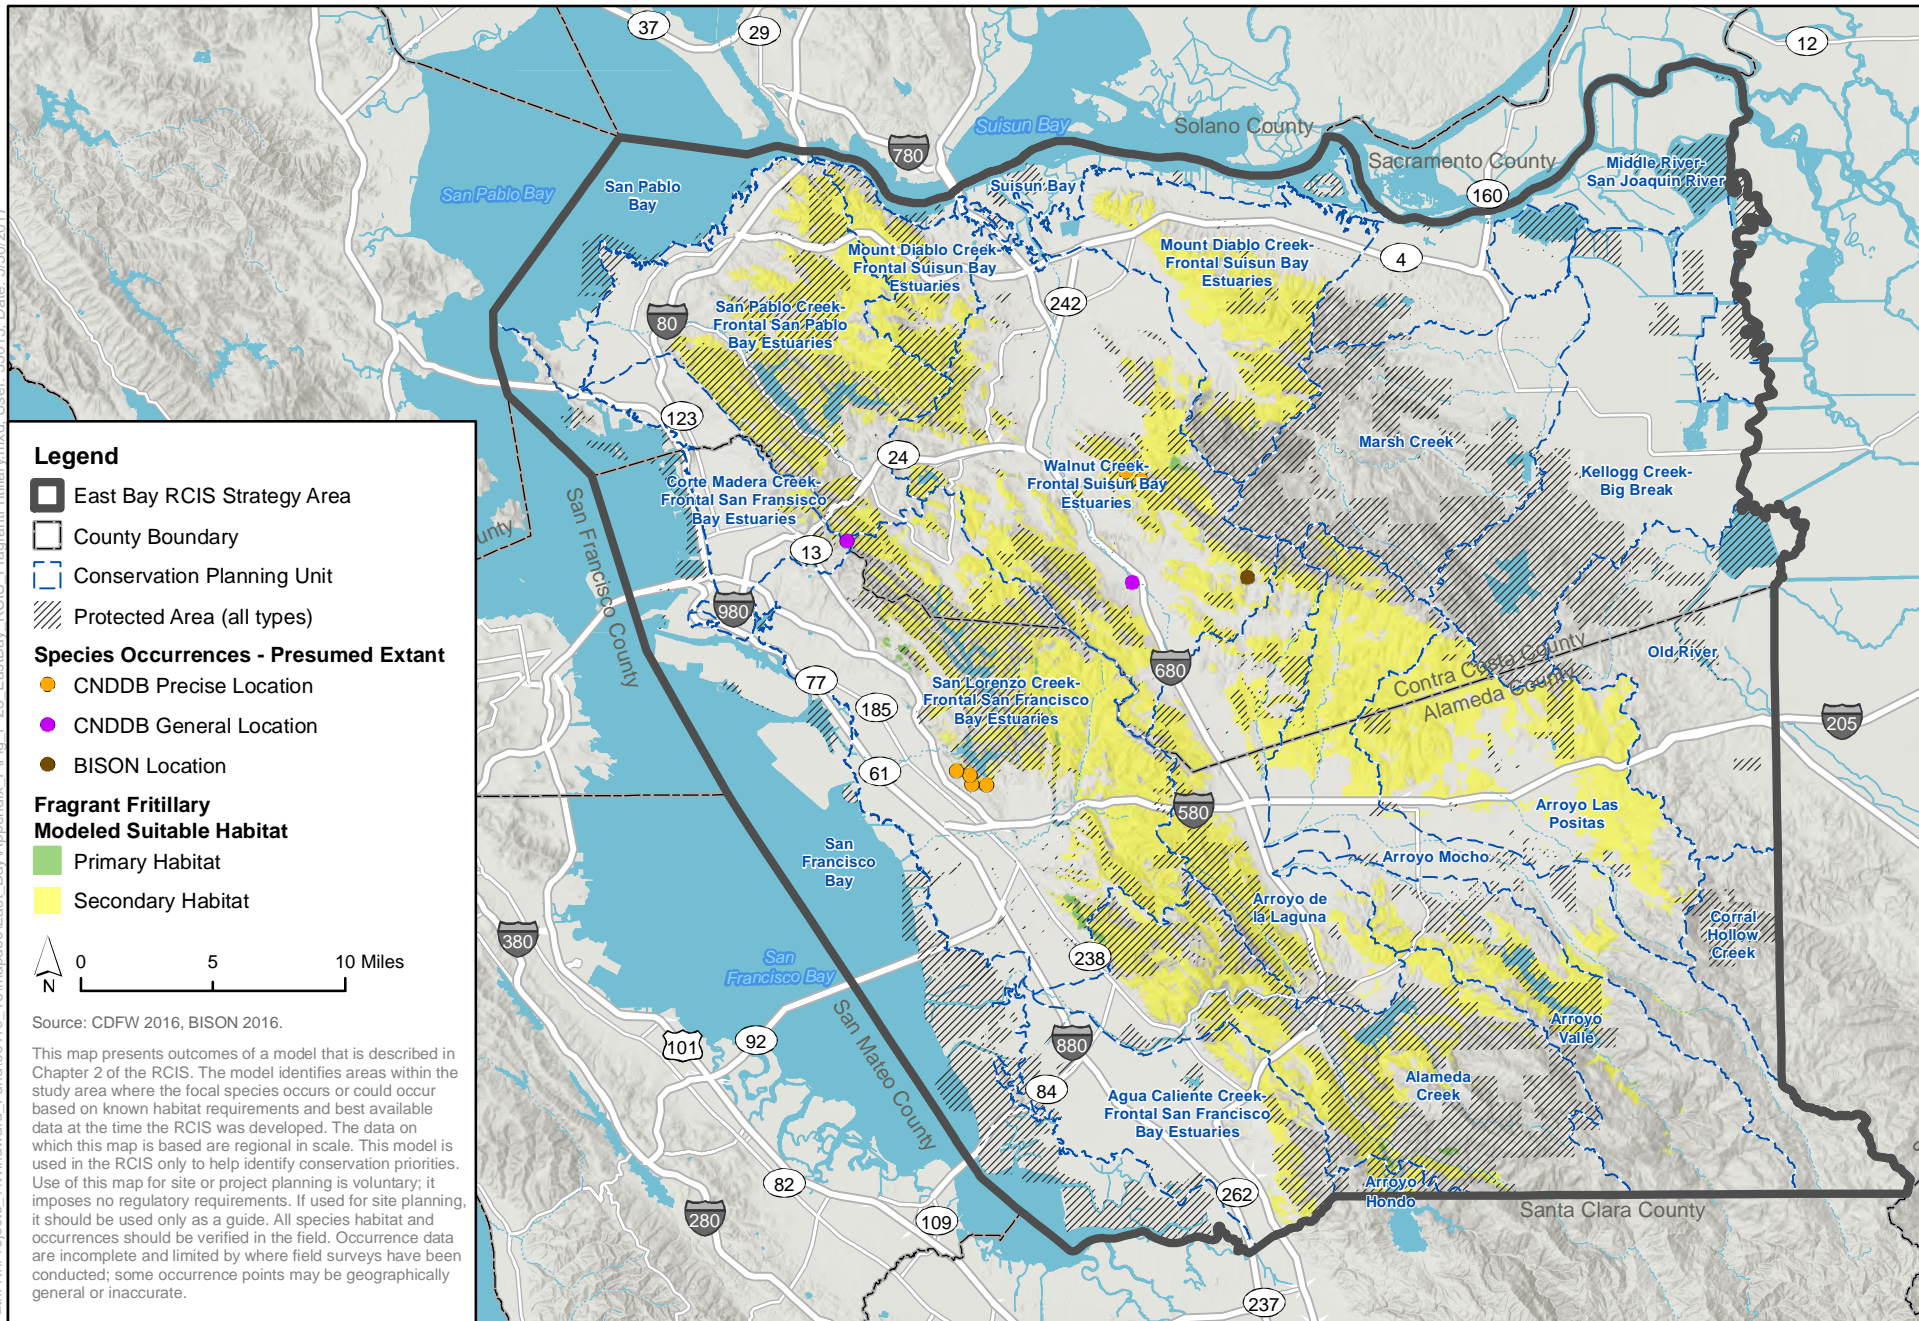 37
29
12
Suisun Bay
Solano County
780
Sacramento County
Middle River-
San Joaquin River
San Pablo Bay
San Pablo
Bay
Suisun Bay
160
Mount Diablo Creek-
Frontal Suisun Bay
Estuaries
Mount Diablo Creek-
Frontal Suisun Bay
Estuaries
4
242
San Pablo Creek-
Frontal San Pablo
Bay Estuaries
80
123
24
Marsh Creek
Walnut Creek-
Frontal Suisun Bay
Estuaries
Kellogg Creek-
Big Break
Corte Madera Creek-
Frontal San Fransisco
Bay Estuaries
13
980
San Francisco County
unty
680
Contra Costa County
Alameda County
Old River
77
185
San Lorenzo Creek-
Frontal San Francisco
Bay Estuaries
205
61
580
Arroyo Las
Positas
San
Francisco
Bay
Arroyo Mocho
Arroyo de
la Laguna
Corral
Hollow
Creek
380
238
San
Francisco Bay
San Mateo County
101
92
880
Arroyo
Valle
84
Alameda
Creek
Agua Caliente Creek-
Frontal San Francisco
Bay Estuaries
82
262
Arroyo
Hondo
280
109
Santa Clara County
237
Legend
East Bay RCIS Strategy Area
County Boundary
Conservation Planning Unit
Protected Area (all types)
Species Occurrences - Presumed Extant
CNDDB Precise Location
CNDDB General Location
BISON Location
Fragrant Fritillary
Modeled Suitable Habitat
Primary Habitat
Secondary Habitat
N
0 5 10 Miles
Source: CDFW 2016, BISON 2016.
This map presents outcomes of a model that is described in
Chapter 2 of the RCIS. The model identifies areas within the
study area where the focal species occurs or could occur
based on known habitat requirements and best available
data at the time the RCIS was developed. The data on
which this map is based are regional in scale. This model is
used in the RCIS only to help identify conservation priorities.
Use of this map for site or project planning is voluntary; it
imposes no regulatory requirements. If used for site planning,
it should be used only as a guide. All species habitat and
occurrences should be verified in the field. Occurrence data
are incomplete and limited by where field surveys have been
conducted; some occurrence points may be geographically
general or inaccurate.